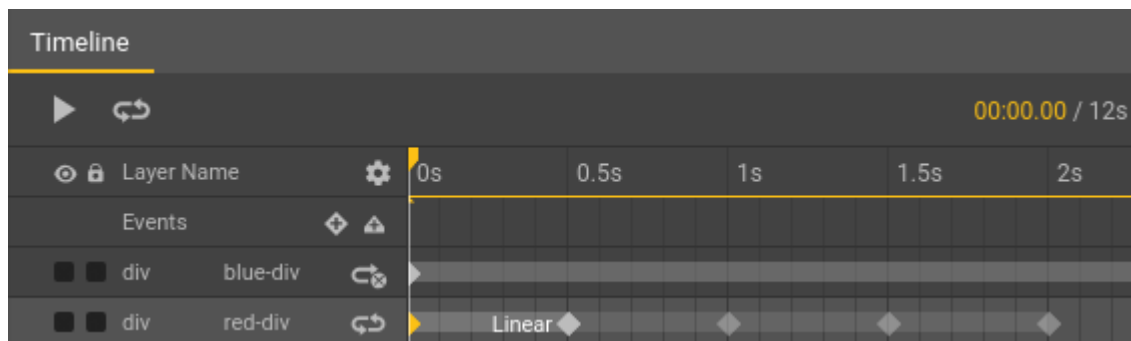 Timeline
00:00.00 / 12s
Layer Name 0s 0.5s 1s 1.5s 2s
Events
div blue-div
div red-div Linear